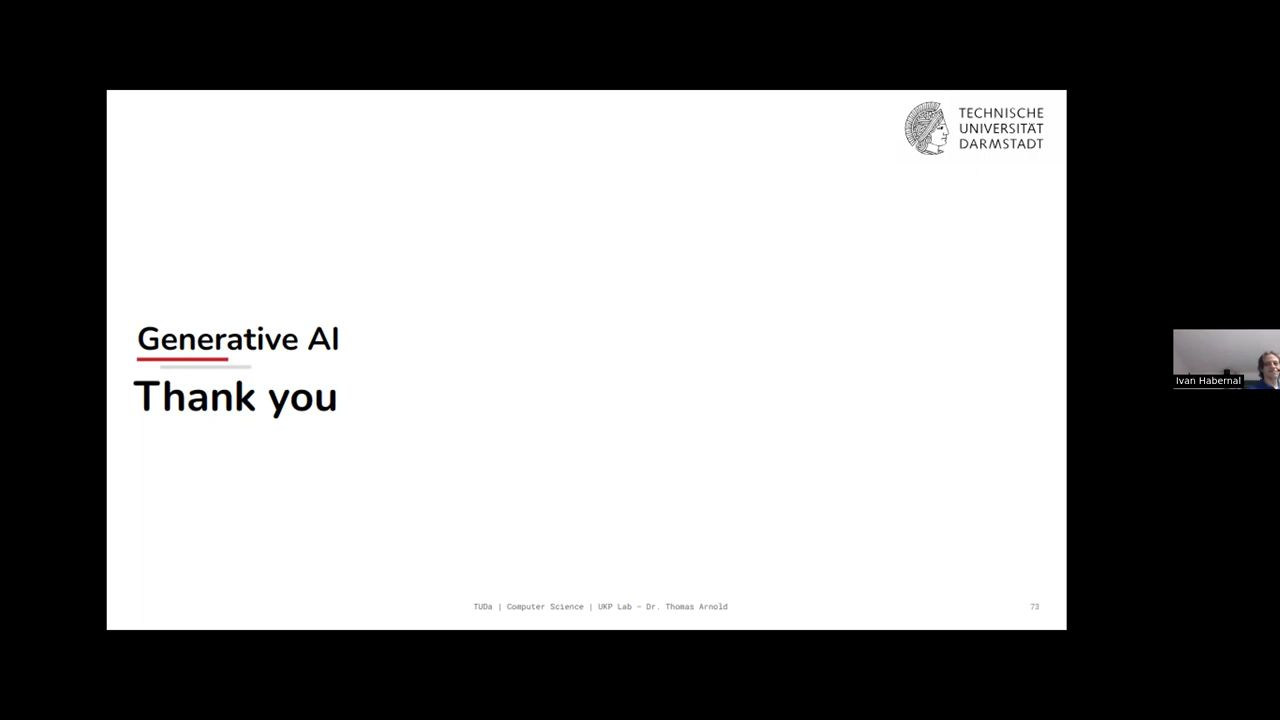 TECHNISCHE
UNIVERSITÄT
DARMSTADT
Generative AI
Thank you
Ivan Habernal
TUDa | Computer Science | UKP Lab – Dr. Thomas Arnold
73